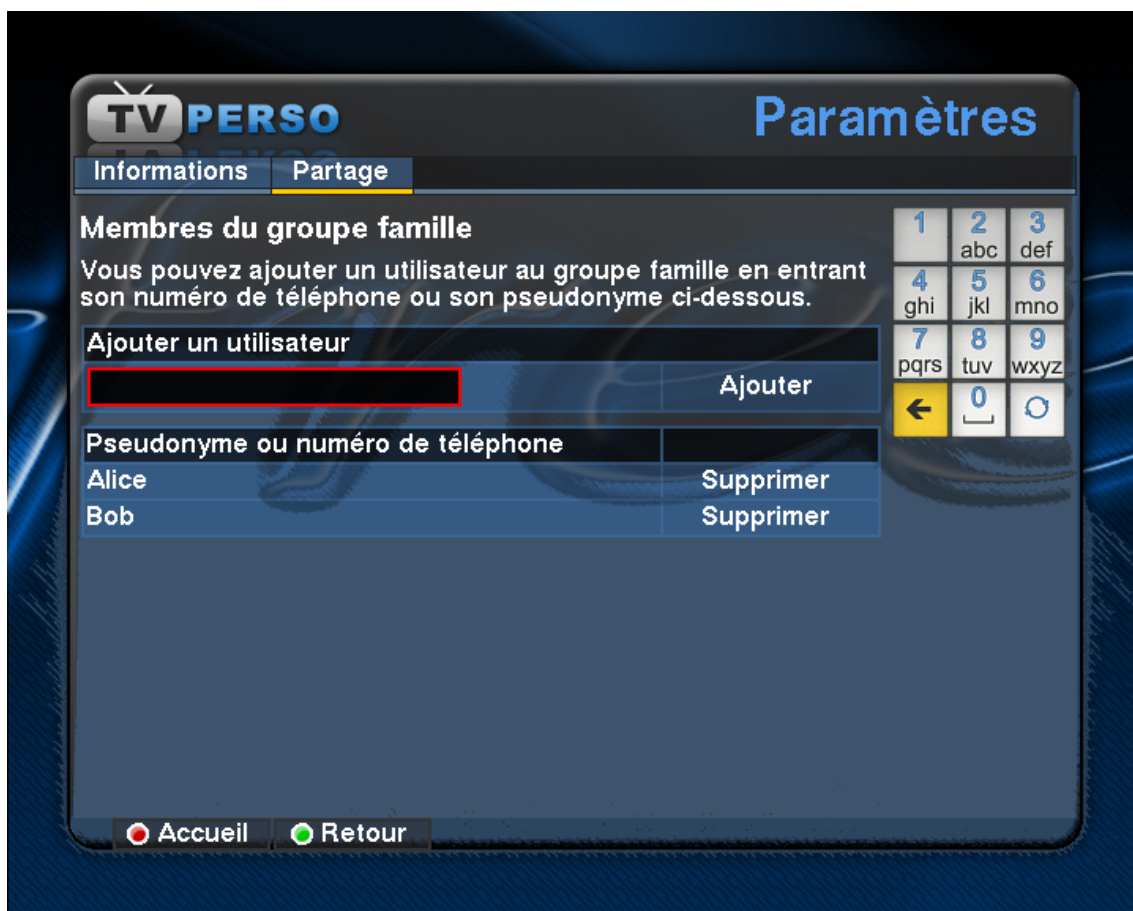 TV PERSO
Paramètres
Informations Partage
Membres du groupe famille
Vous pouvez ajouter un utilisateur au groupe famille en entrant
son numéro de téléphone ou son pseudonyme ci-dessous.
Ajouter un utilisateur
Ajouter
Pseudonyme ou numéro de téléphone
Alice Supprimer
Bob Supprimer
1 2 3
abc def
4 5 6
ghi jkl mno
7 8 9
pqrs tuv wxyz
0
Accueil Retour